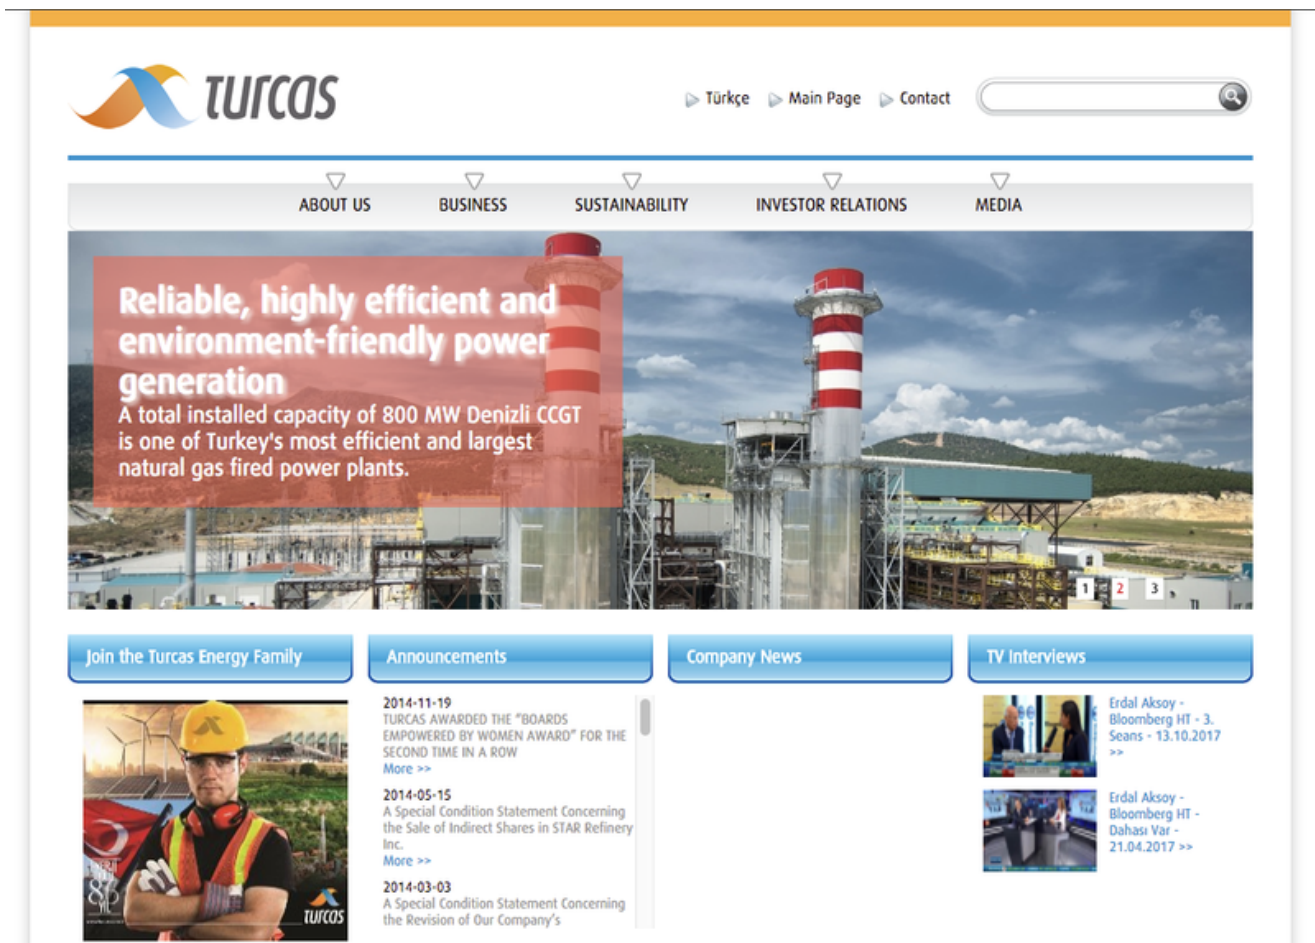 turcas
Türkçe
Main Page
Contact
ABOUT US
BUSINESS
SUSTAINABILITY
INVESTOR RELATIONS
MEDIA
Reliable, highly efficient and
environment-friendly power
generation
A total installed capacity of 800 MW Denizli CCGT
is one of Turkey's most efficient and largest
natural gas fired power plants.
1 2 3
Join the Turcas Energy Family
turcas
Announcements
2014-11-19
TURCAS AWARDED THE “BOARDS
EMPOWERED BY WOMEN AWARD” FOR THE
SECOND TIME IN A ROW
More >>
2014-05-15
A Special Condition Statement Concerning
the Sale of Indirect Shares in STAR Refinery
Inc.
More >>
2014-03-03
A Special Condition Statement Concerning
the Revision of Our Company's
Company News
TV Interviews
Erdal Aksoy -
Bloomberg HT - 3.
Seans - 13.10.2017
>>
Erdal Aksoy -
Bloomberg HT -
Dahası Var -
21.04.2017 >>